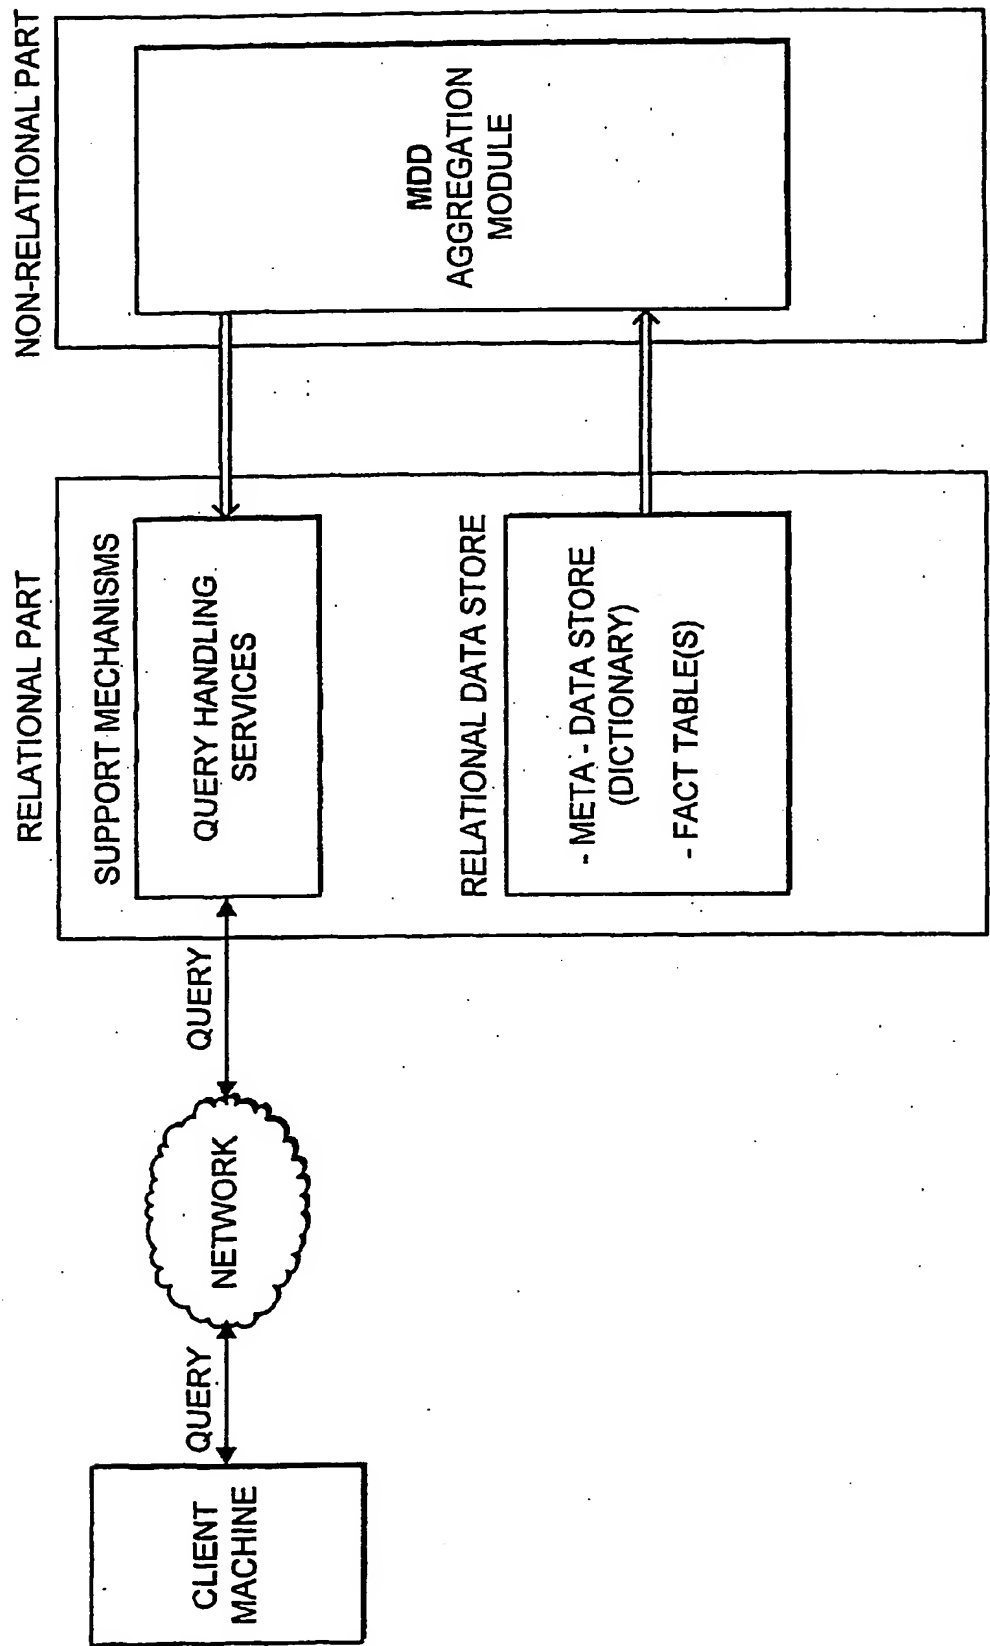 CLIENT
MACHINE
QUERY
NETWORK
QUERY
RELATIONAL PART
SUPPORT MECHANISMS
QUERY HANDLING
SERVICES
RELATIONAL DATA STORE
- META - DATA STORE
(DICTIONARY)
- FACT TABLE(S)
NON-RELATIONAL PART
MDD
AGGREGATION
MODULE